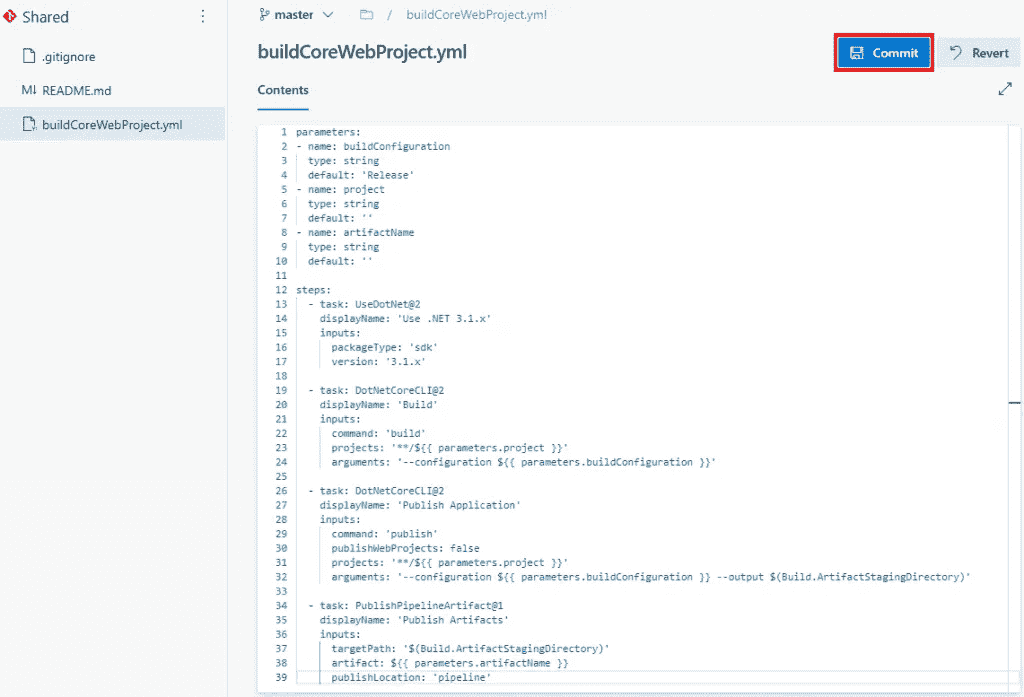 Shared
.gitignore
M↓ README.md
buildCoreWebProject.yml
master / buildCoreWebProject.yml
buildCoreWebProject.yml
Commit
Revert
Contents
1 parameters:
2 - name: buildConfiguration
3   type: string
4   default: 'Release'
5 - name: project
6   type: string
7   default: ''
8 - name: artifactName
9   type: string
10   default: ''
11
12 steps:
13   - task: UseDotNet@2
14     displayName: 'Use .NET 3.1.x'
15     inputs:
16       packageType: 'sdk'
17       version: '3.1.x'
18
19   - task: DotNetCoreCLI@2
20     displayName: 'Build'
21     inputs:
22       command: 'build'
23       projects: '**/${{ parameters.project }}'
24       arguments: '--configuration ${{ parameters.buildConfiguration }}'
25
26   - task: DotNetCoreCLI@2
27     displayName: 'Publish Application'
28     inputs:
29       command: 'publish'
30       publishWebProjects: false
31       projects: '**/${{ parameters.project }}'
32       arguments: '--configuration ${{ parameters.buildConfiguration }} --output $(Build.ArtifactStagingDirectory)'
33
34   - task: PublishPipelineArtifact@1
35     displayName: 'Publish Artifacts'
36     inputs:
37       targetPath: '$(Build.ArtifactStagingDirectory)'
38       artifact: ${{ parameters.artifactName }}
39       publishLocation: 'pipeline'